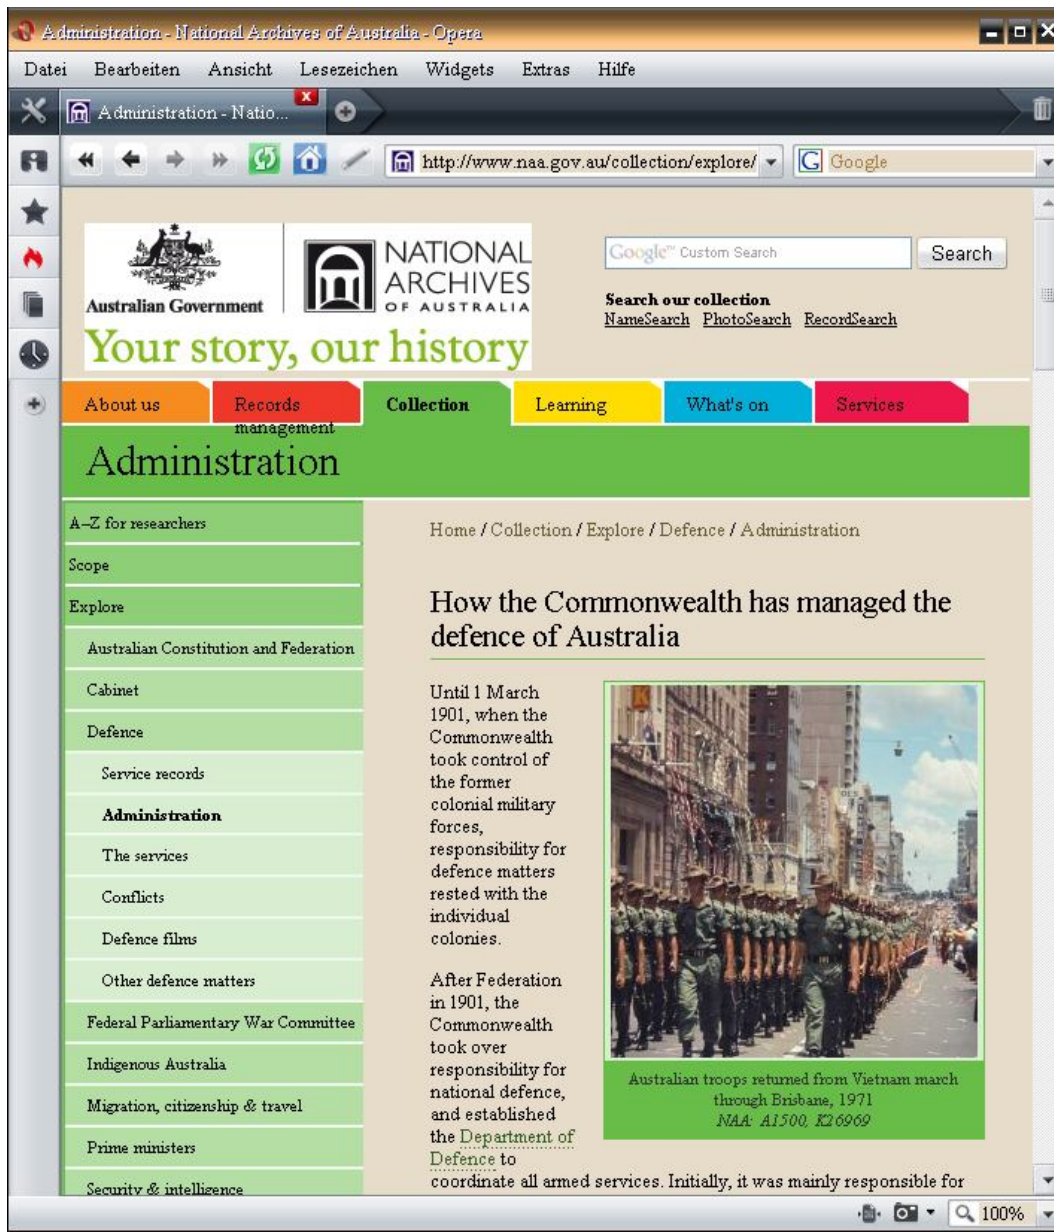 Administration - National Archives of Australia - Opera
Datei Bearbeiten Ansicht Lesezeichen Widgets Extras Hilfe
Administration - Natio...
http://www.naa.gov.au/collection/explore/ Google
Australian Government
NATIONAL
ARCHIVES
OF AUSTRALIA
Your story, our history
Google™ Custom Search Search
Search our collection
NameSearch PhotoSearch RecordSearch
About us Records management Collection Learning What's on Services
Administration
A–Z for researchers
Scope
Explore
Australian Constitution and Federation
Cabinet
Defence
Service records
Administration
The services
Conflicts
Defence films
Other defence matters
Federal Parliamentary War Committee
Indigenous Australia
Migration, citizenship & travel
Prime ministers
Security & intelligence
Home / Collection / Explore / Defence / Administration
How the Commonwealth has managed the
defence of Australia
Until 1 March
1901, when the
Commonwealth
took control of
the former
colonial military
forces,
responsibility for
defence matters
rested with the
individual
colonies.
After Federation
in 1901, the
Commonwealth
took over
responsibility for
national defence,
and established
the Department of
Defence to
coordinate all armed services. Initially, it was mainly responsible for
K
Australian troops returned from Vietnam march
through Brisbane, 1971
NAA: A1500, K26969
100%